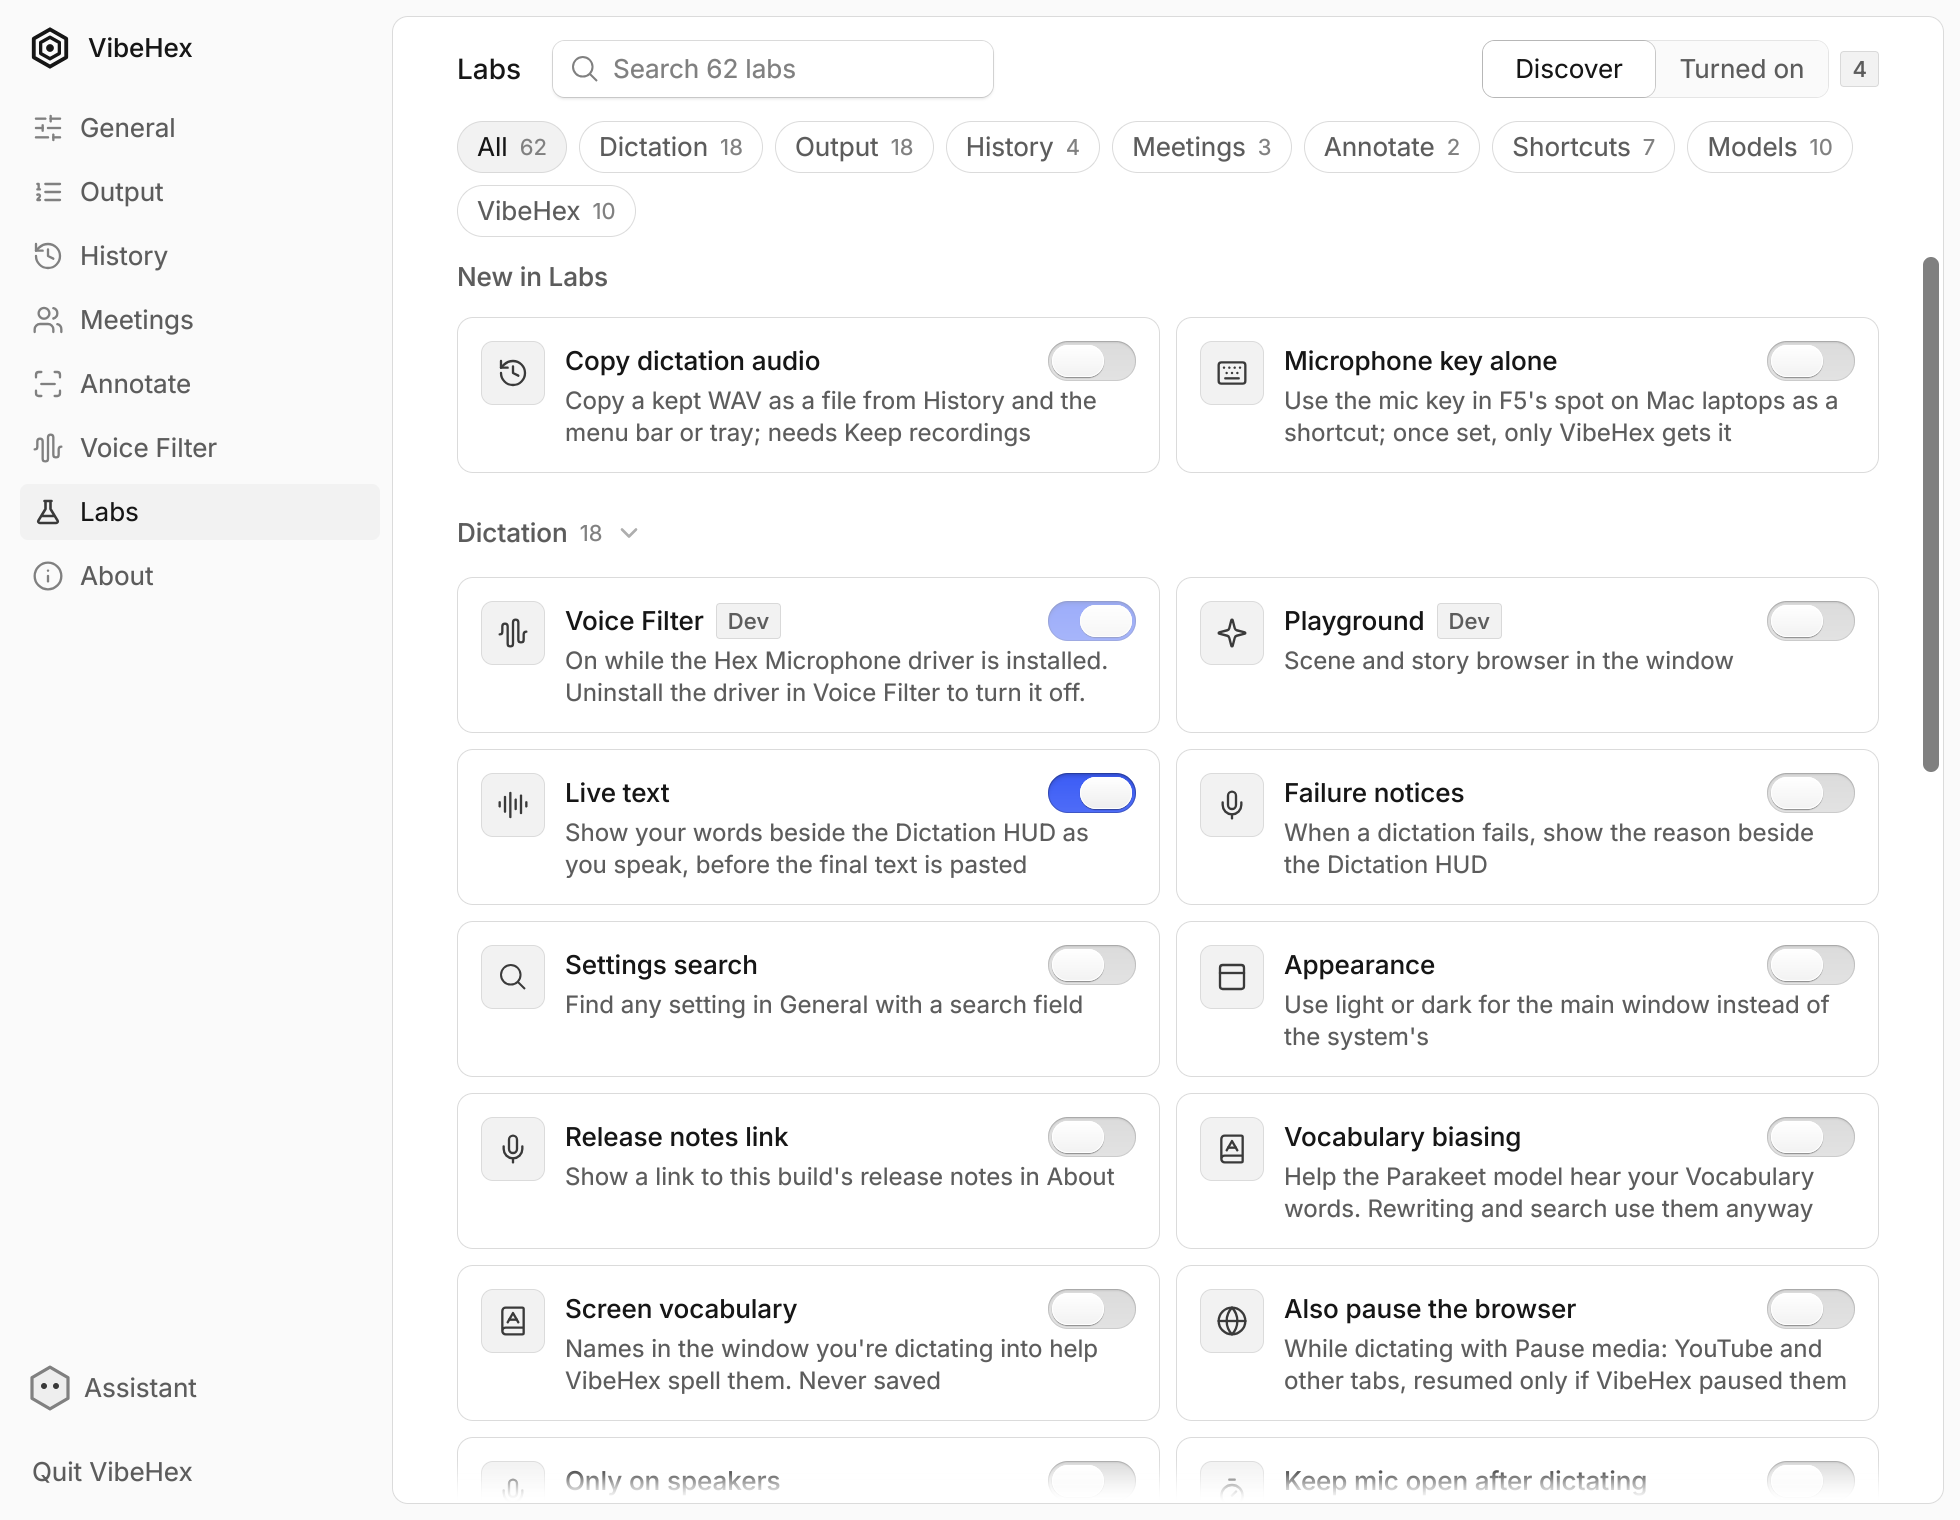 VibeHex
General
Output
History
Meetings
Annotate
Voice Filter
Labs
About
Assistant
Quit VibeHex
Labs
Search 62 labs
Discover
Turned on
4
All 62
Dictation 18
Output 18
History 4
Meetings 3
Annotate 2
Shortcuts 7
Models 10
VibeHex 10
New in Labs
Copy dictation audio
Copy a kept WAV as a file from History and the
menu bar or tray; needs Keep recordings
Microphone key alone
Use the mic key in F5's spot on Mac laptops as a
shortcut; once set, only VibeHex gets it
Dictation 18
Voice Filter Dev
On while the Hex Microphone driver is installed.
Uninstall the driver in Voice Filter to turn it off.
Playground Dev
Scene and story browser in the window
Live text
Show your words beside the Dictation HUD as
you speak, before the final text is pasted
Failure notices
When a dictation fails, show the reason beside
the Dictation HUD
Settings search
Find any setting in General with a search field
Appearance
Use light or dark for the main window instead of
the system's
Release notes link
Show a link to this build's release notes in About
Vocabulary biasing
Help the Parakeet model hear your Vocabulary
words. Rewriting and search use them anyway
Screen vocabulary
Names in the window you're dictating into help
VibeHex spell them. Never saved
Also pause the browser
While dictating with Pause media: YouTube and
other tabs, resumed only if VibeHex paused them
Only on speakers
Keep mic open after dictating